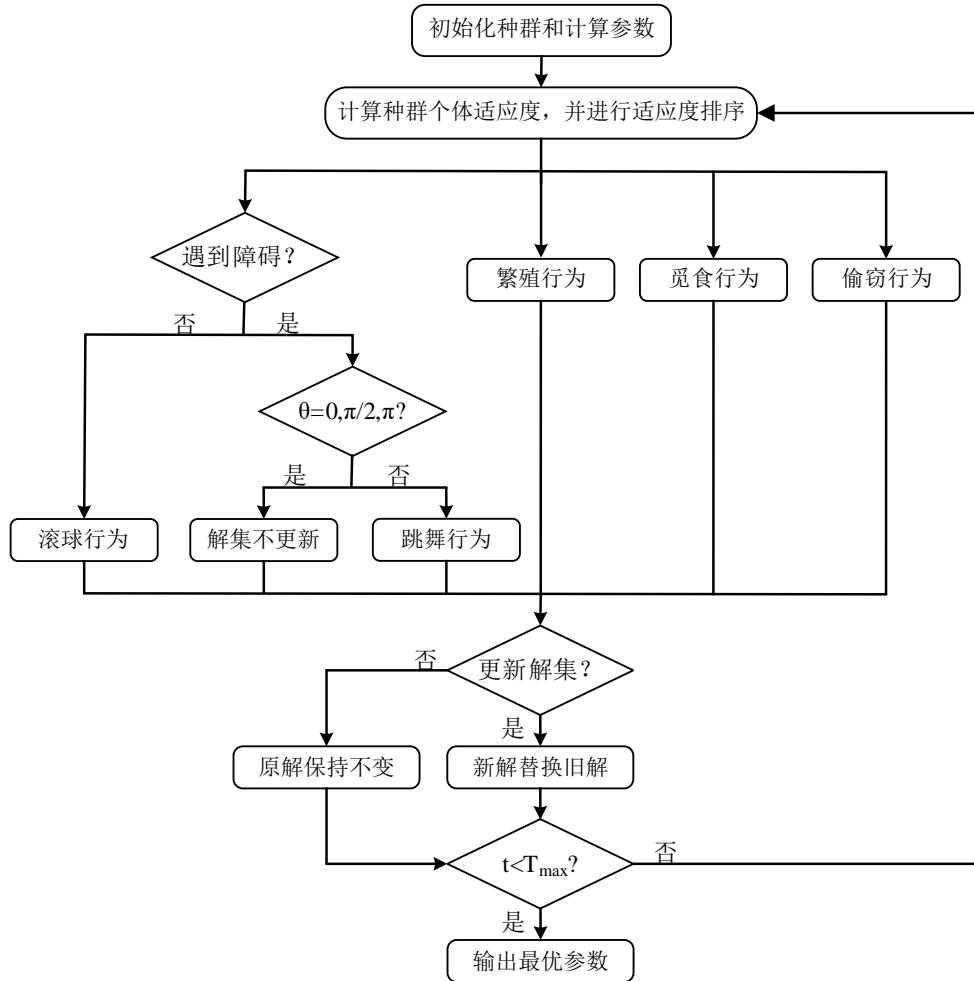 初始化种群和计算参数
计算种群个体适应度，并进行适应度排序
遇到障碍？
繁殖行为
觅食行为
偷窃行为
否
是
θ=0,π/2,π?
是
否
滚球行为
解集不更新
跳舞行为
否
更新解集？
是
原解保持不变
新解替换旧解
t<Tmax?
否
是
输出最优参数